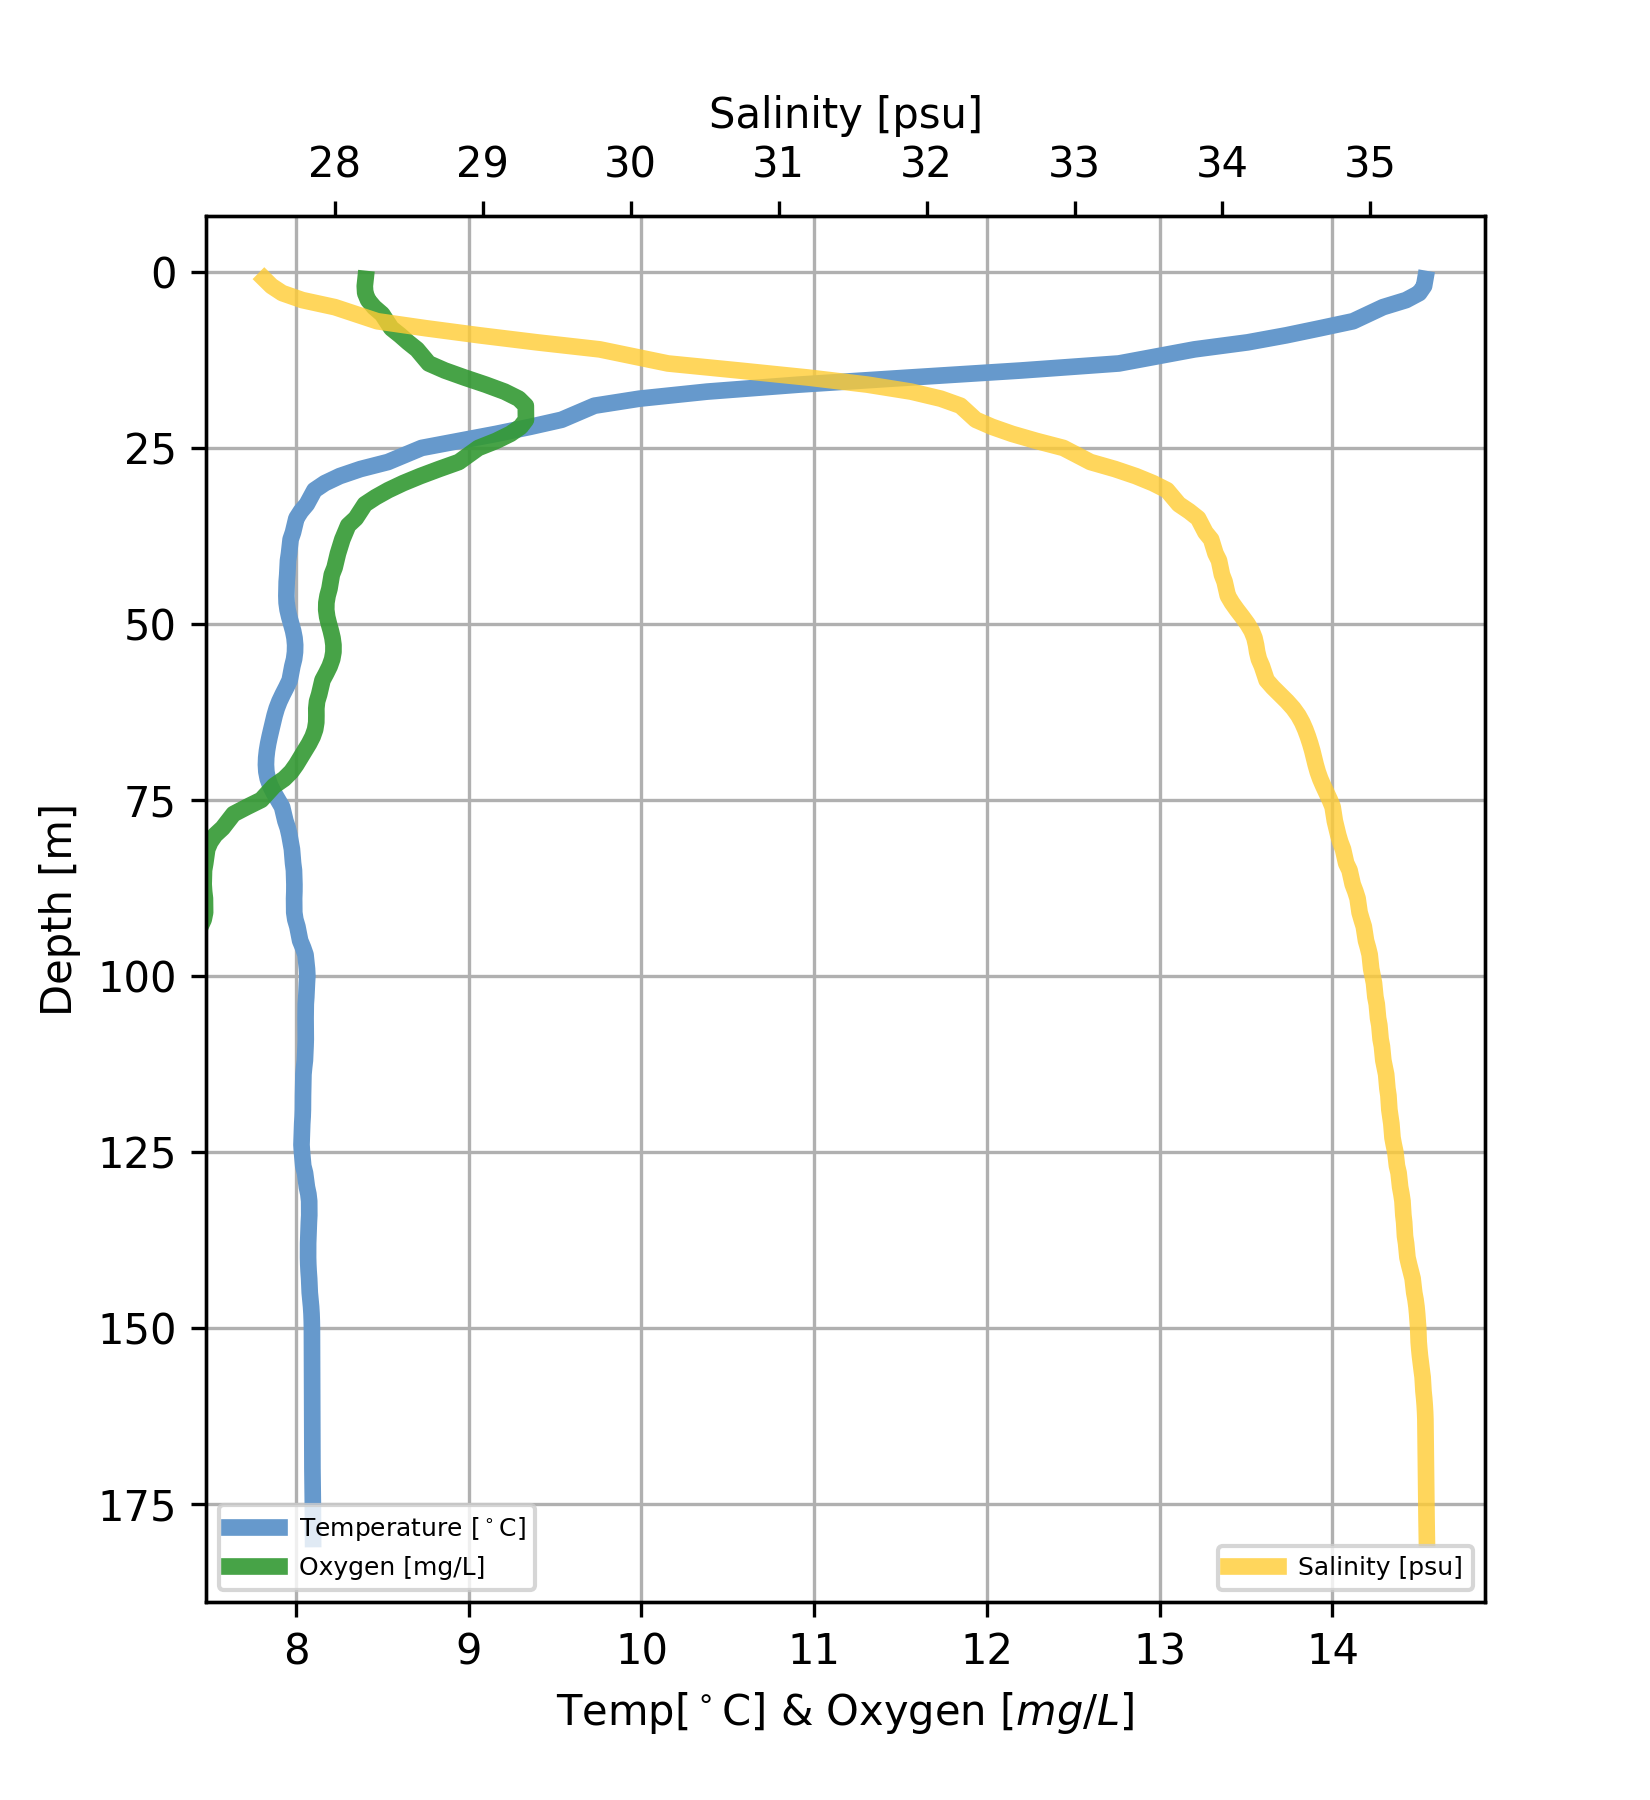 Salinity [psu]
28 29 30 31 32 33 34 35
0
25
50
75
100
125
150
175
Depth [m]
Temperature [°C]
Oxygen [mg/L]
Salinity [psu]
8 9 10 11 12 13 14
Temp[°C] & Oxygen [mg/L]